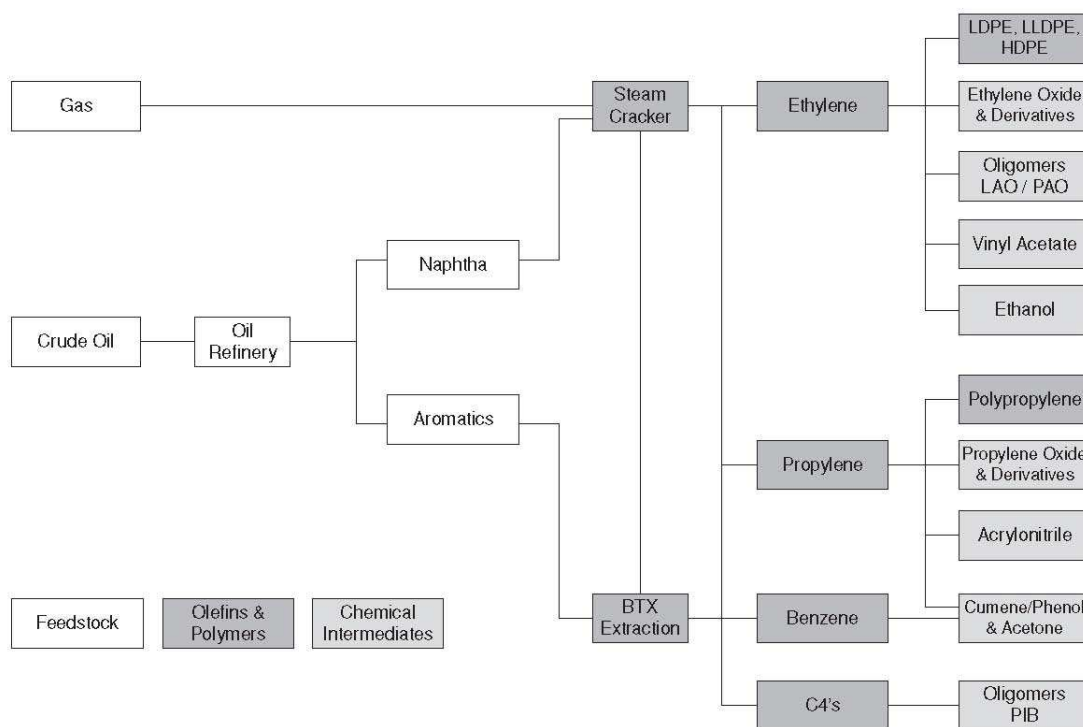 Gas
Crude Oil
Oil
Refinery
Naphtha
Aromatics
Steam
Cracker
BTX
Extraction
Ethylene
Propylene
Benzene
C4's
LDPE, LLDPE,
HDPE
Ethylene Oxide
& Derivatives
Oligomers
LAO / PAO
Vinyl Acetate
Ethanol
Polypropylene
Propylene Oxide
& Derivatives
Acrylonitrile
Cumene/Phenol
& Acetone
Oligomers
PIB
Feedstock
Olefins &
Polymers
Chemical
Intermediates